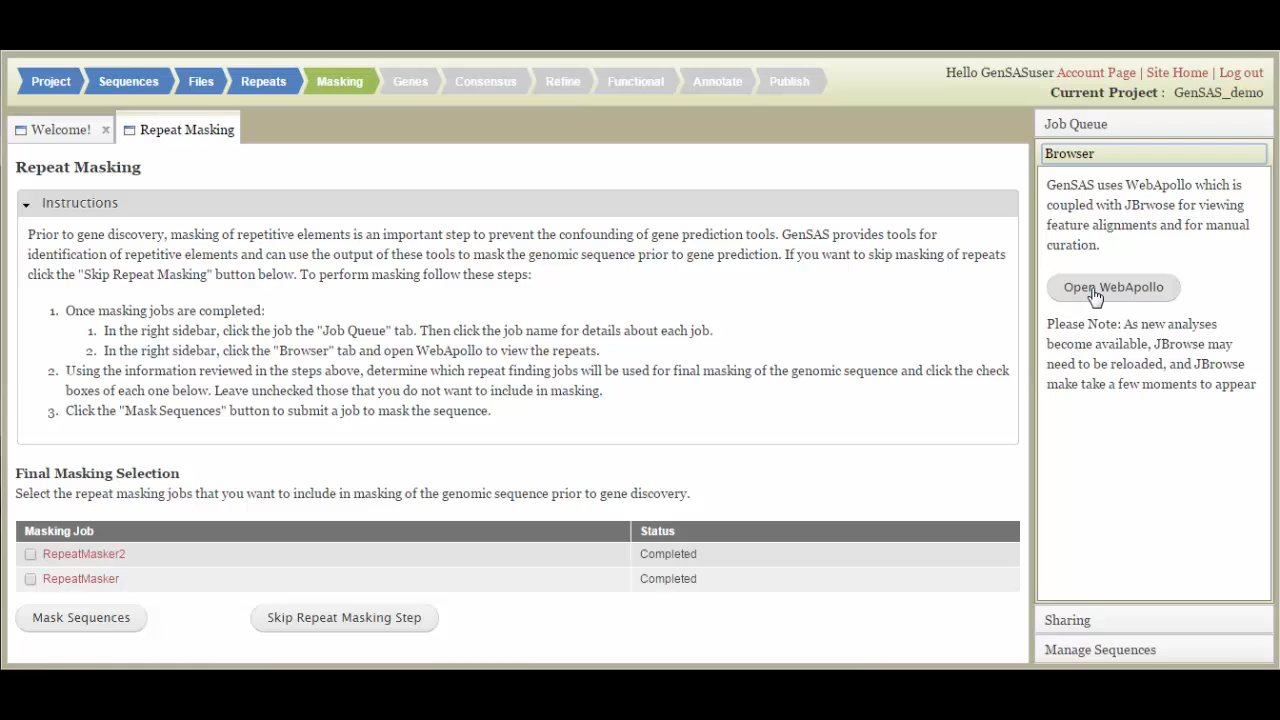 Project Sequences Files Repeats Masking Genes Consensus Refine Functional Annotate Publish
Hello GenSASuser Account Page | Site Home | Log out
Current Project : GenSAS_demo
Welcome! x Repeat Masking
Repeat Masking
Instructions
Prior to gene discovery, masking of repetitive elements is an important step to prevent the confounding of gene prediction tools. GenSAS provides tools for
identification of repetitive elements and can use the output of these tools to mask the genomic sequence prior to gene prediction. If you want to skip masking of repeats
click the "Skip Repeat Masking" button below. To perform masking follow these steps:
1. Once masking jobs are completed:
1. In the right sidebar, click the job the "Job Queue" tab. Then click the job name for details about each job.
2. In the right sidebar, click the "Browser" tab and open WebApollo to view the repeats.
2. Using the information reviewed in the steps above, determine which repeat finding jobs will be used for final masking of the genomic sequence and click the check
boxes of each one below. Leave unchecked those that you do not want to include in masking.
3. Click the "Mask Sequences" button to submit a job to mask the sequence.
Final Masking Selection
Select the repeat masking jobs that you want to include in masking of the genomic sequence prior to gene discovery.
Masking Job Status
RepeatMasker2 Completed
RepeatMasker Completed
Mask Sequences Skip Repeat Masking Step
Job Queue
Browser
GenSAS uses WebApollo which is
coupled with JBrwose for viewing
feature alignments and for manual
curation.
Open WebApollo
Please Note: As new analyses
become available, JBrowse may
need to be reloaded, and JBrowse
make take a few moments to appear
Sharing
Manage Sequences